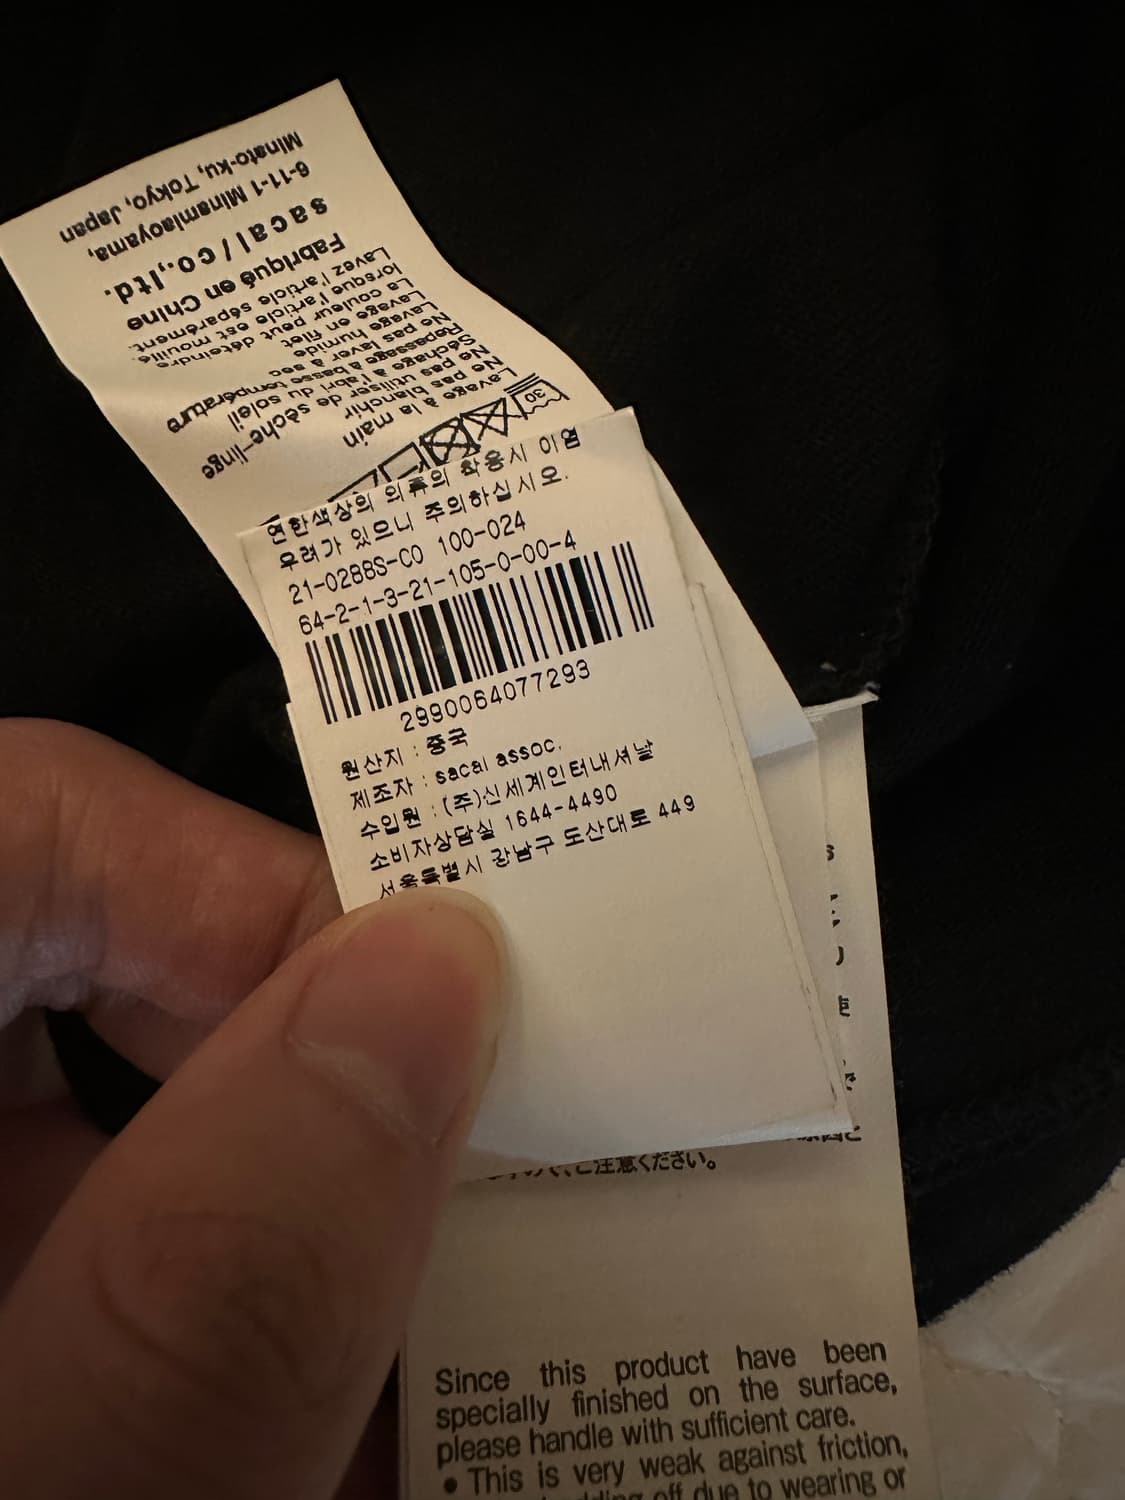 Lavage à la main
Ne pas blanchir
Ne pas utiliser de sèche-linge
Séchage à l'abri du soleil
Repassage à basse température
Ne pas laver à sec
Lavage humide
Lavage en filet
La couleur peut déteindre
lorsque l'article est mouillé.
Lavez l'article séparément.
Fabriqué en Chine
sacai / co.,ltd.
6-11-1 Minamiaoyama,
Minato-ku, Tokyo, Japan
30
연한색상의 의류의 착용시 이염
우려가 있으니 주의하십시오.
21-0288S-CO 100-024
64-2-1-3-21-105-0-00-4
2990064077293
원산지 : 중국
제조자 : sacai assoc.
수입원 : (주)신세계인터내셔날
소비자상담실 1644-4490
서울특별시 강남구 도산대로 449
ご注意ください。
Since this product have been
specially finished on the surface,
please handle with sufficient care.
• This is very weak against friction,
off due to wearing or